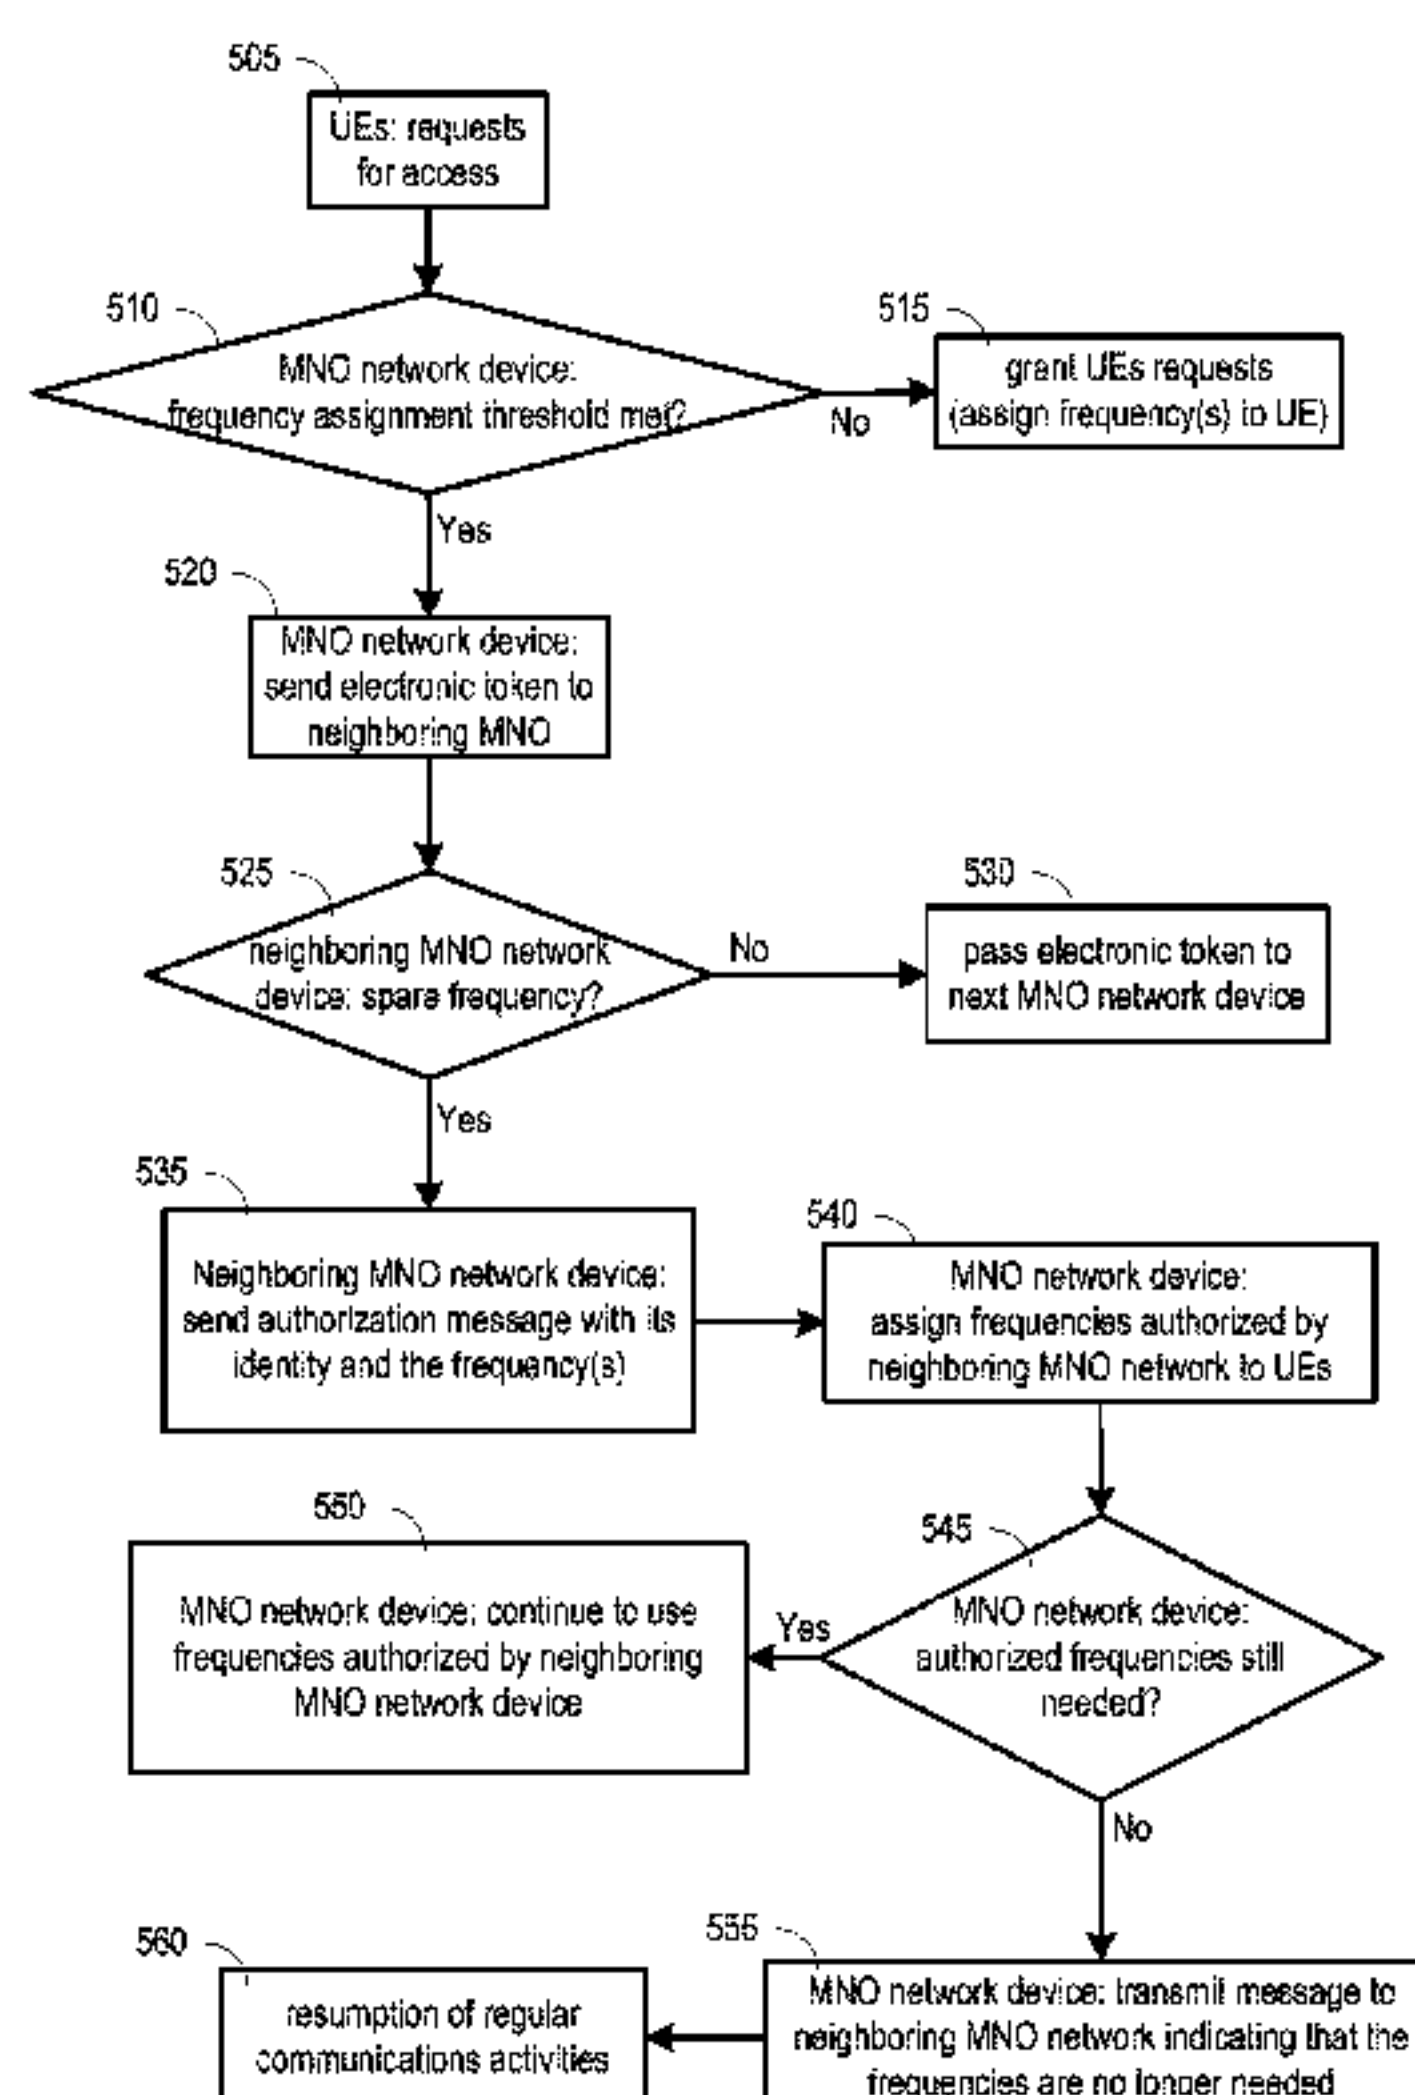 505
UEs: requests
for access
510
MNO network device:
frequency assignment threshold met?
No
515
grant UEs requests
(assign frequency(s) to UE)
Yes
520
MNO network device:
send electronic token to
neighboring MNO
525
neighboring MNO network
device: spare frequency?
No
530
pass electronic token to
next MNO network device
Yes
535
Neighboring MNO network device:
send authorization message with its
identity and the frequency(s)
540
MNO network device:
assign frequencies authorized by
neighboring MNO network to UEs
545
MNO network device:
authorized frequencies still
needed?
Yes
550
MNO network device: continue to use
frequencies authorized by neighboring
MNO network device
No
555
MNO network device: transmit message to
neighboring MNO network indicating that the
frequencies are no longer needed
560
resumption of regular
communications activities